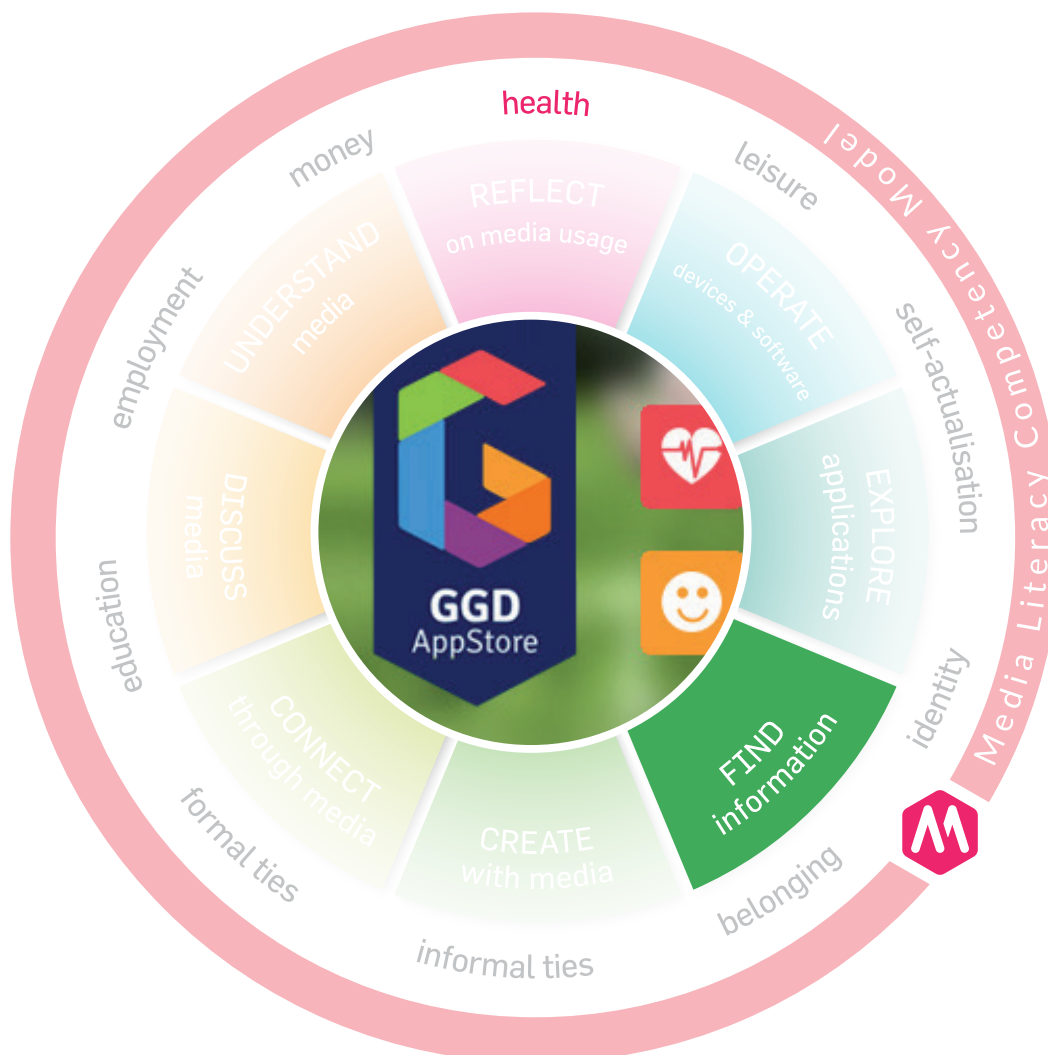 health
leisure
self-actualisation
identity
belonging
informal ties
formal ties
education
employment
money
Media Literacy Competency Model
REFLECT
on media usage
OPERATE
devices & software
EXPLORE
applications
FIND
information
CREATE
with media
CONNECT
through media
DISCUSS
media
UNDERSTAND
media
GGD
AppStore